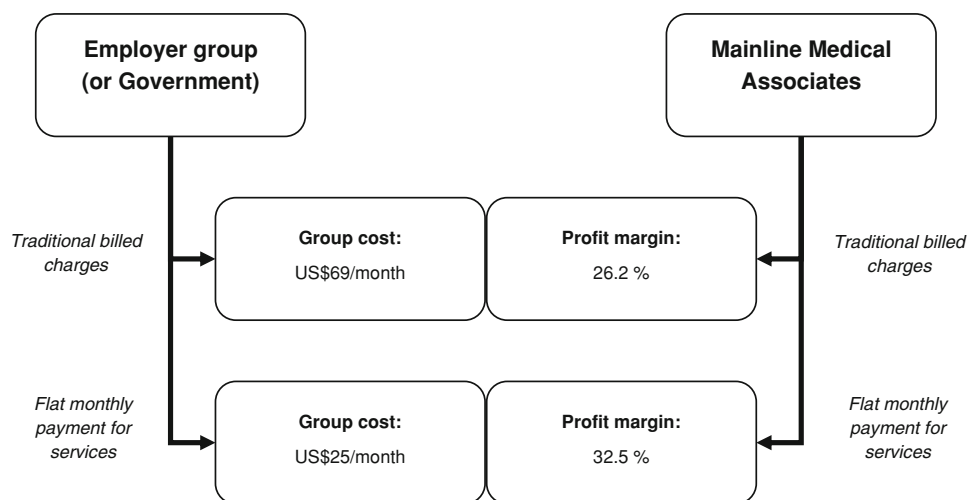 Employer group
(or Government)
Mainline Medical
Associates
Traditional billed
charges
Group cost:
US$69/month
Profit margin:
26.2 %
Traditional billed
charges
Flat monthly
payment for
services
Group cost:
US$25/month
Profit margin:
32.5 %
Flat monthly
payment for
services